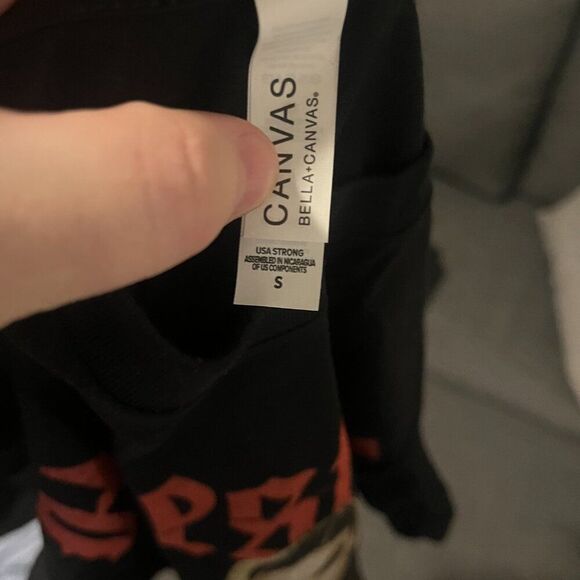 CANVAS
BELLA+CANVAS®
USA STRONG
ASSEMBLED IN NICARAGUA
OF US COMPONENTS
S